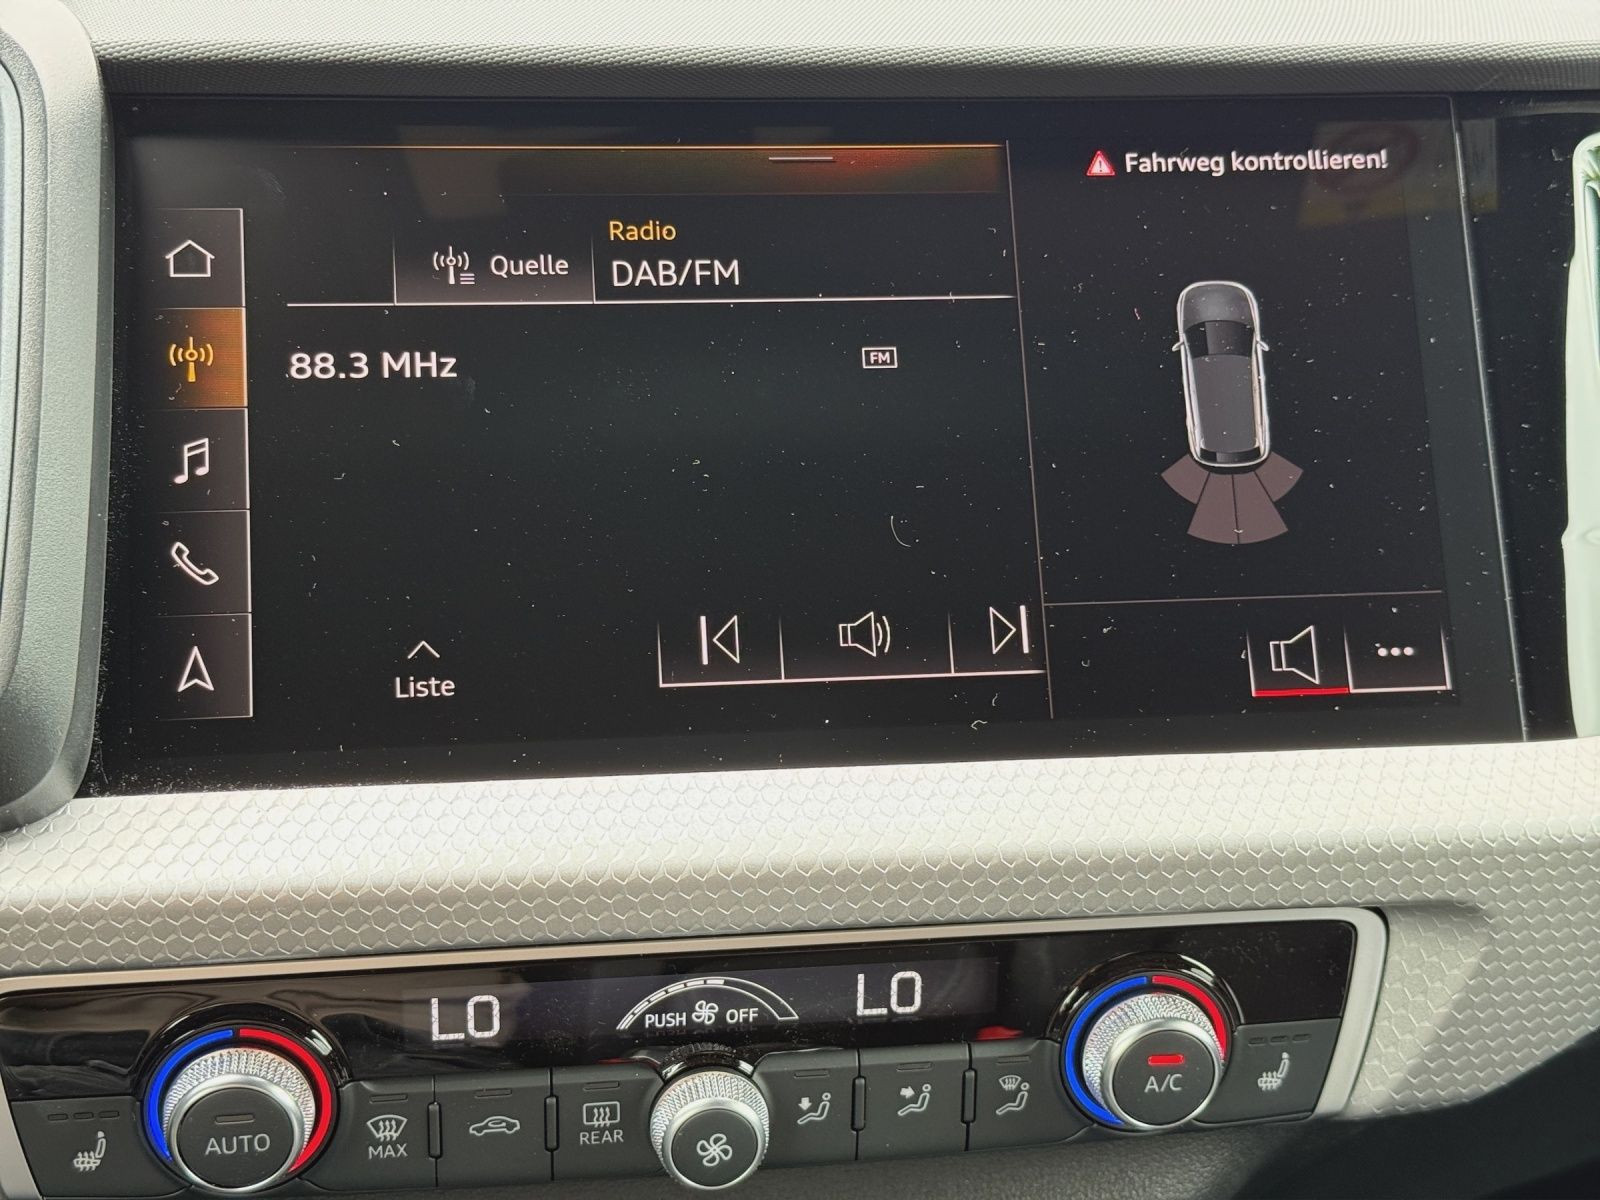 Fahrweg kontrollieren!
Radio
Quelle
DAB/FM
88.3 MHz
FM
Liste
LO
PUSH OFF
LO
AUTO
MAX
REAR
A/C